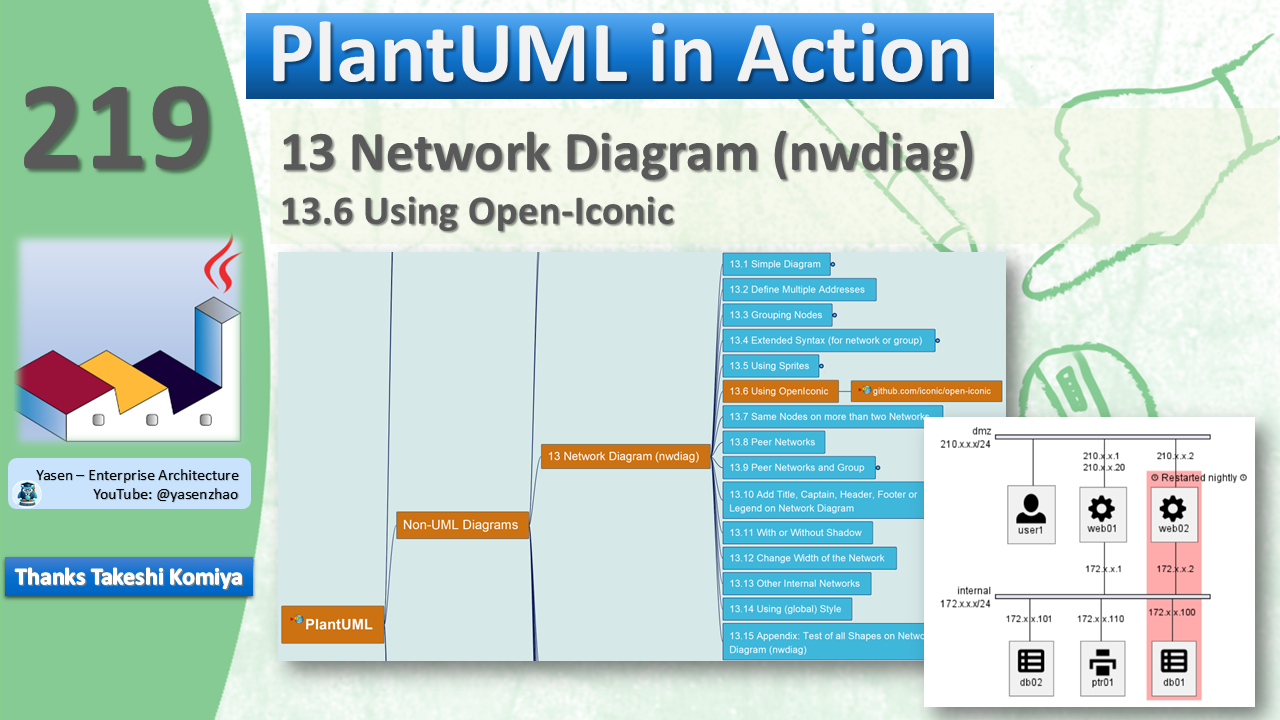 PlantUML in Action
219
13 Network Diagram (nwdiag)
13.6 Using Open-Iconic
Yasen – Enterprise Architecture
YouTube: @yasenzhao
Thanks Takeshi Komiya
PlantUML
Non-UML Diagrams
13 Network Diagram (nwdiag)
13.1 Simple Diagram
13.2 Define Multiple Addresses
13.3 Grouping Nodes
13.4 Extended Syntax (for network or group)
13.5 Using Sprites
13.6 Using OpenIconic
github.com/iconic/open-iconic
13.7 Same Nodes on more than two Networks
13.8 Peer Networks
13.9 Peer Networks and Group
13.10 Add Title, Captain, Header, Footer or
Legend on Network Diagram
13.11 With or Without Shadow
13.12 Change Width of the Network
13.13 Other Internal Networks
13.14 Using (global) Style
13.15 Appendix: Test of all Shapes on Netwo
Diagram (nwdiag)
dmz
210.x.x.x/24
210.x.x.1
210.x.x.20
210.x.x.2
Restarted nightly
user1
web01
web02
172.x.x.1
172.x.x.2
internal
172.x.x.x/24
172.x.x.101
172.x.x.110
172.x.x.100
db02
ptr01
db01